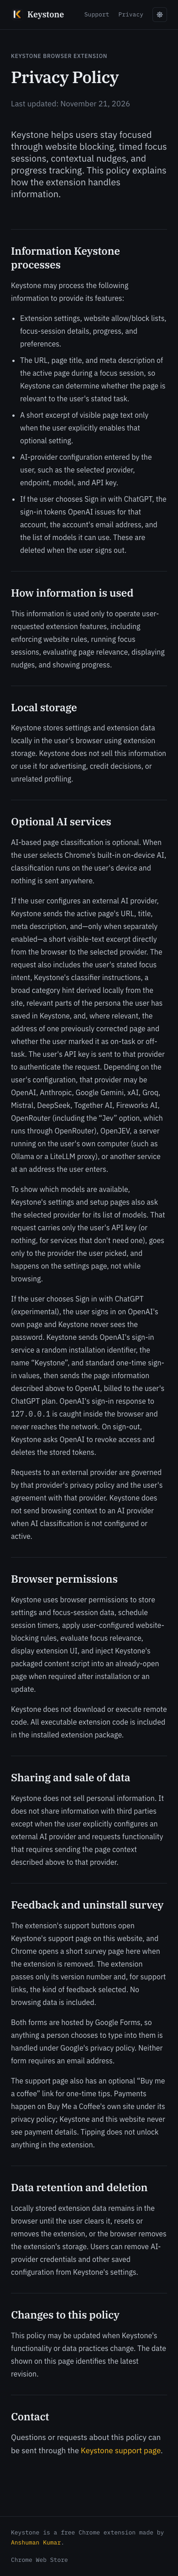 Keystone
Support Privacy
KEYSTONE BROWSER EXTENSION
Privacy Policy
Last updated: November 21, 2026
Keystone helps users stay focused
through website blocking, timed focus
sessions, contextual nudges, and
progress tracking. This policy explains
how the extension handles
information.
Information Keystone
processes
Keystone may process the following
information to provide its features:
• Extension settings, website allow/block lists,
focus-session details, progress, and
preferences.
• The URL, page title, and meta description of
the active page during a focus session, so
Keystone can determine whether the page is
relevant to the user's stated task.
• A short excerpt of visible page text only
when the user explicitly enables that
optional setting.
• AI-provider configuration entered by the
user, such as the selected provider,
endpoint, model, and API key.
• If the user chooses Sign in with ChatGPT, the
sign-in tokens OpenAI issues for that
account, the account's email address, and
the list of models it can use. These are
deleted when the user signs out.
How information is used
This information is used only to operate user-
requested extension features, including
enforcing website rules, running focus
sessions, evaluating page relevance, displaying
nudges, and showing progress.
Local storage
Keystone stores settings and extension data
locally in the user's browser using extension
storage. Keystone does not sell this information
or use it for advertising, credit decisions, or
unrelated profiling.
Optional AI services
AI-based page classification is optional. When
the user selects Chrome's built-in on-device AI,
classification runs on the user's device and
nothing is sent anywhere.
If the user configures an external AI provider,
Keystone sends the active page's URL, title,
meta description, and—only when separately
enabled—a short visible-text excerpt directly
from the browser to the selected provider. The
request also includes the user's stated focus
intent, Keystone's classifier instructions, a
broad category hint derived locally from the
site, relevant parts of the persona the user has
saved in Keystone, and, where relevant, the
address of one previously corrected page and
whether the user marked it as on-task or off-
task. The user's API key is sent to that provider
to authenticate the request. Depending on the
user's configuration, that provider may be
OpenAI, Anthropic, Google Gemini, xAI, Groq,
Mistral, DeepSeek, Together AI, Fireworks AI,
OpenRouter (including the "Jev" option, which
runs through OpenRouter), OpenJEV, a server
running on the user's own computer (such as
Ollama or a LiteLLM proxy), or another service
at an address the user enters.
To show which models are available,
Keystone's settings and setup pages also ask
the selected provider for its list of models. That
request carries only the user's API key (or
nothing, for services that don't need one), goes
only to the provider the user picked, and
happens on the settings page, not while
browsing.
If the user chooses Sign in with ChatGPT
(experimental), the user signs in on OpenAI's
own page and Keystone never sees the
password. Keystone sends OpenAI's sign-in
service a random installation identifier, the
name "Keystone", and standard one-time sign-
in values, then sends the page information
described above to OpenAI, billed to the user's
ChatGPT plan. OpenAI's sign-in response to
127.0.0.1 is caught inside the browser and
never reaches the network. On sign-out,
Keystone asks OpenAI to revoke access and
deletes the stored tokens.
Requests to an external provider are governed
by that provider's privacy policy and the user's
agreement with that provider. Keystone does
not send browsing context to an AI provider
when AI classification is not configured or
active.
Browser permissions
Keystone uses browser permissions to store
settings and focus-session data, schedule
session timers, apply user-configured website-
blocking rules, evaluate focus relevance,
display extension UI, and inject Keystone's
packaged content script into an already-open
page when required after installation or an
update.
Keystone does not download or execute remote
code. All executable extension code is included
in the installed extension package.
Sharing and sale of data
Keystone does not sell personal information. It
does not share information with third parties
except when the user explicitly configures an
external AI provider and requests functionality
that requires sending the page context
described above to that provider.
Feedback and uninstall survey
The extension's support buttons open
Keystone's support page on this website, and
Chrome opens a short survey page here when
the extension is removed. The extension
passes only its version number and, for support
links, the kind of feedback selected. No
browsing data is included.
Both forms are hosted by Google Forms, so
anything a person chooses to type into them is
handled under Google's privacy policy. Neither
form requires an email address.
The support page also has an optional "Buy me
a coffee" link for one-time tips. Payments
happen on Buy Me a Coffee's own site under its
privacy policy; Keystone and this website never
see payment details. Tipping does not unlock
anything in the extension.
Data retention and deletion
Locally stored extension data remains in the
browser until the user clears it, resets or
removes the extension, or the browser removes
the extension's storage. Users can remove AI-
provider credentials and other saved
configuration from Keystone's settings.
Changes to this policy
This policy may be updated when Keystone's
functionality or data practices change. The date
shown on this page identifies the latest
revision.
Contact
Questions or requests about this policy can
be sent through the Keystone support page.
Keystone is a free Chrome extension made by
Anshuman Kumar.
Chrome Web Store